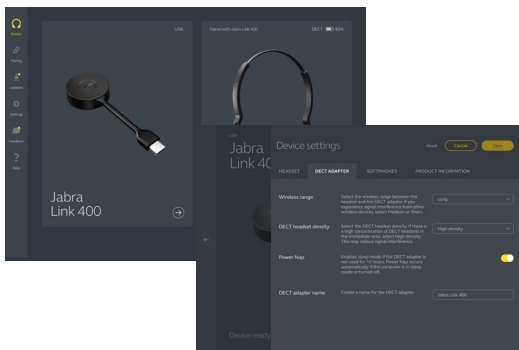 Device
USB
Paired with Jabra Link 400
DECT
83%
Pairing
Updates
Settings
Feedback
?
Help
Jabra
Link 400
USB
Jabra
Link 40
Device ready
Device settings
Reset
Cancel
Save
HEADSET
DECT ADAPTER
SOFTPHONES
PRODUCT INFORMATION
Wireless range
Select the wireless range between the
headset and the DECT adapter. If you
experience signal interference from other
wireless devices, select Medium or Short.
Long
DECT headset density
Select the DECT headset density. If there is
a high concentration of DECT headsets in
the immediate area, select High density.
This may reduce signal interference.
High density
Power Nap
Enables sleep mode if the DECT adapter is
not used for 10 hours. Power Nap occurs
automatically if the computer is in sleep
mode or turned off.
DECT adapter name
Create a name for the DECT adapter.
Jabra Link 400